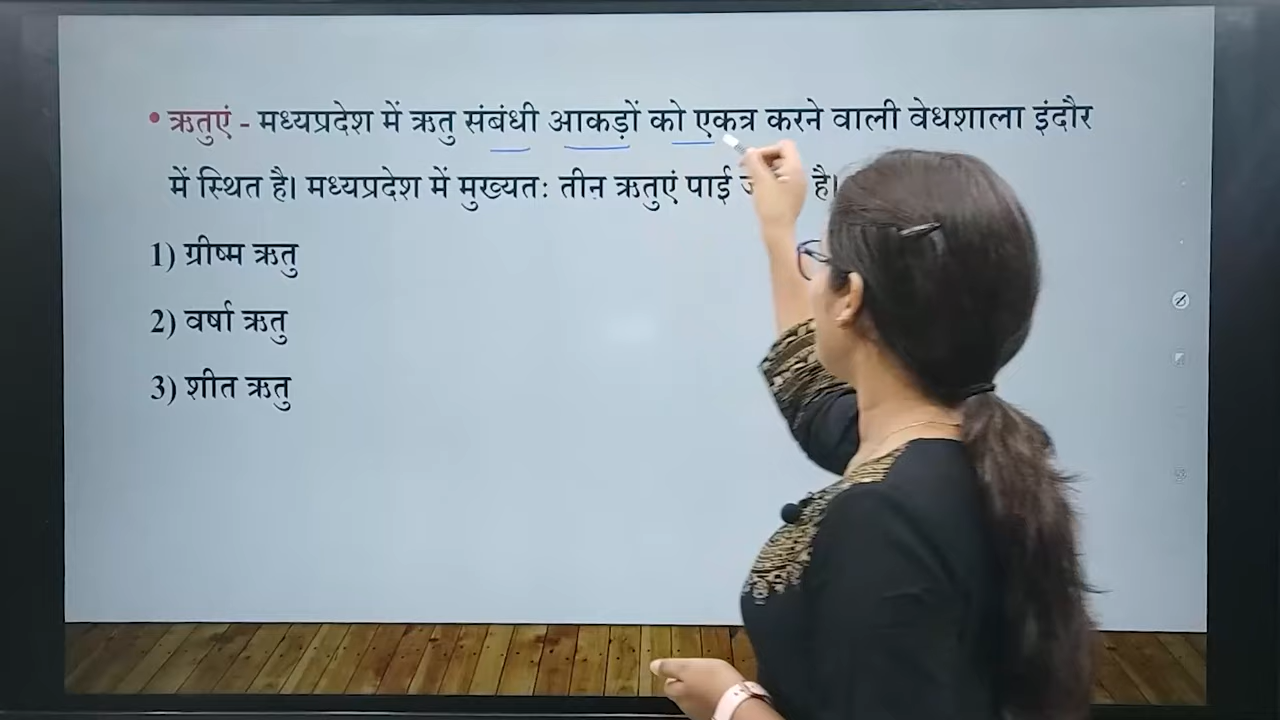 • ऋतुएं - मध्यप्रदेश में ऋतु संबंधी आकड़ों को एकत्र करने वाली वेधशाला इंदौर
में स्थित है। मध्यप्रदेश में मुख्यतः तीन ऋतुएं पाई है।
1) ग्रीष्म ऋतु
2) वर्षा ऋतु
3) शीत ऋतु